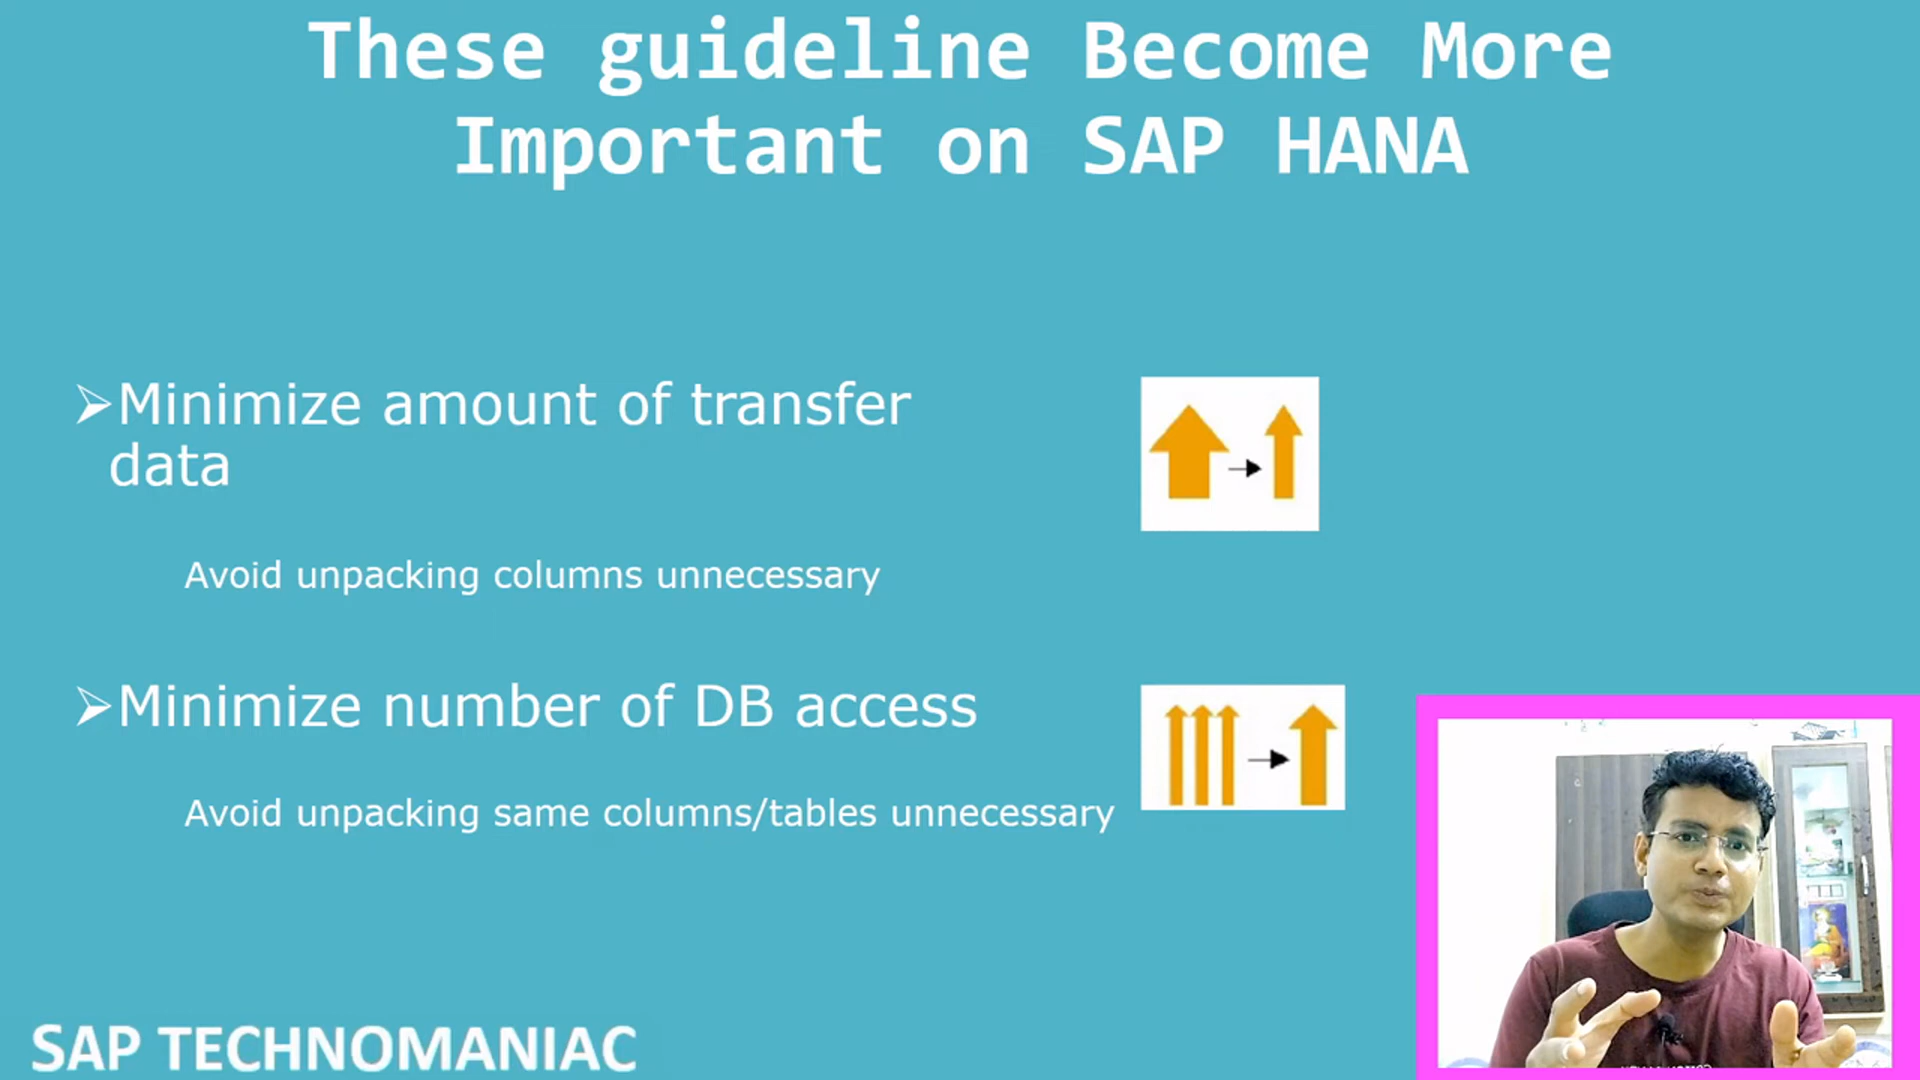 These guideline Become More
Important on SAP HANA
➢Minimize amount of transfer
data
Avoid unpacking columns unnecessary
➢Minimize number of DB access
Avoid unpacking same columns/tables unnecessary
SAP TECHNOMANIAC